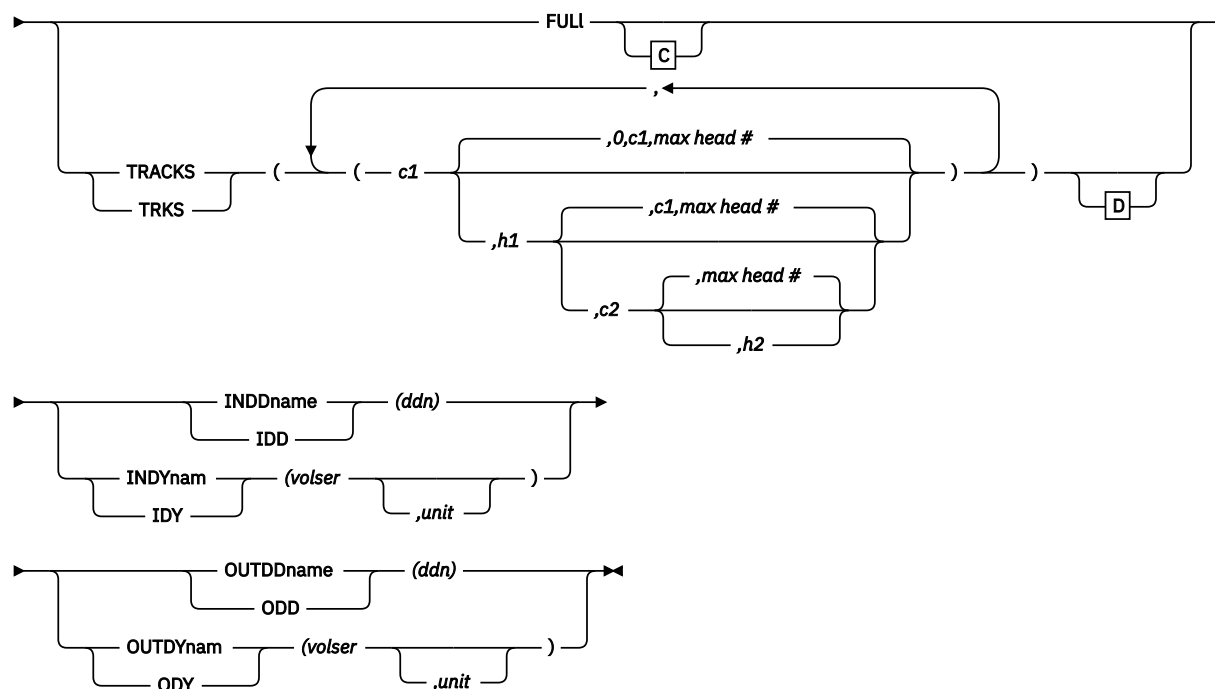 FULl
C
,
,0,c1,max head #
TRACKS ( ( c1 ) ) 
TRKS
D
,c1,max head #
,h1
,max head #
,c2
,h2
INDDname (ddn)
IDD
INDYnam (volser )
IDY ,unit
OUTDDname (ddn)
ODD
OUTDYnam (volser )
ODY ,unit